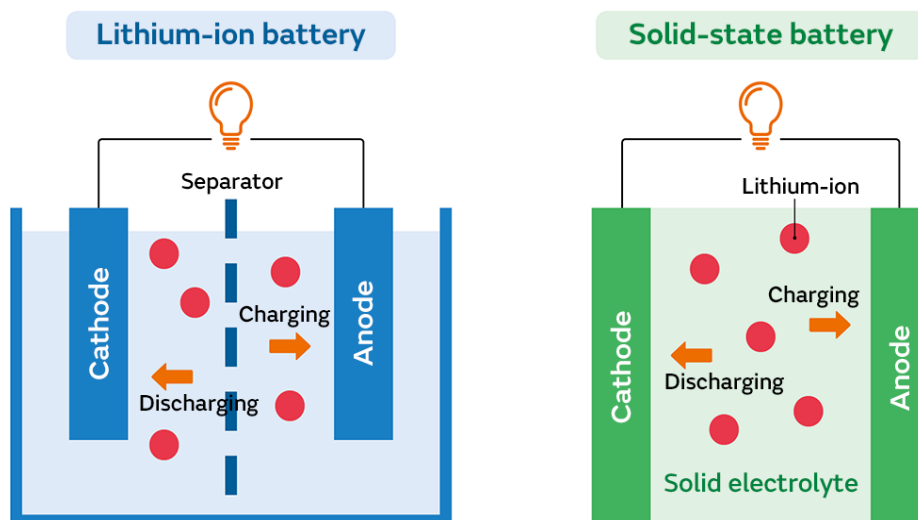 Lithium-ion battery
Separator
Cathode
Charging
Discharging
Anode
Solid-state battery
Lithium-ion
Cathode
Charging
Discharging
Anode
Solid electrolyte